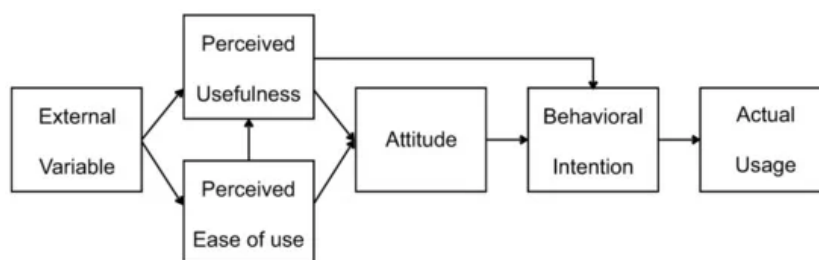 External
Variable
Perceived
Usefulness
Perceived
Ease of use
Attitude
Behavioral
Intention
Actual
Usage